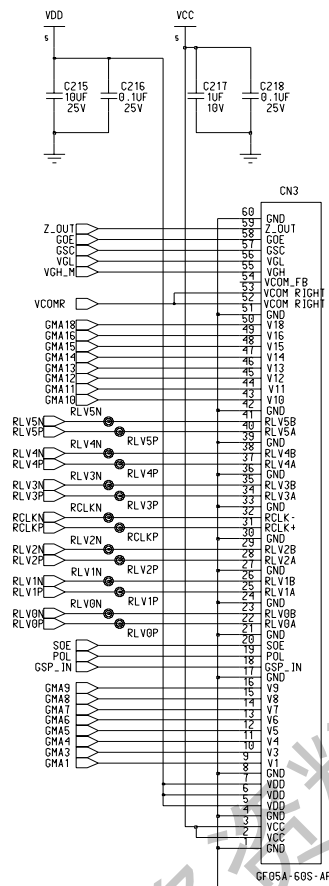 VDD VCC
5 5
C215 C216 C217 C218
10UF 0.1UF 1UF 0.1UF
25V 25V 10V 25V
CN3
60 GND
Z_OUT 59 Z_OUT
GOE 58 GOE
GSC 57 GSC
VGL 56 VGL
VGH_M 55 VGH
54 VCOM_FB
53 VCOM RIGHT
VCOMR 52 VCOM RIGHT
51 GND
GMA18 50 V18
GMA16 49 V16
GMA15 48 V15
GMA14 47 V14
GMA13 46 V13
GMA12 45 V12
GMA11 44 V11
GMA10 43 V10
RLV5N 42 GND
RLV5N 41 RLV5B
RLV5P 40 RLV5A
RLV4N RLV5P 39 GND
RLV4N 38 RLV4B
RLV4P 37 RLV4A
RLV3N RLV4P 36 GND
RLV3N 35 RLV3B
RLV3P 34 RLV3A
RCLKN RLV3P 33 GND
RCLKN 32 RCLK-
RCLKP 31 RCLK+
RLV2N RCLKP 30 GND
RLV2N 29 RLV2B
RLV2P 28 RLV2A
RLV1N RLV2P 27 GND
RLV1N 26 RLV1B
RLV1P 25 RLV1A
RLV0N RLV1P 24 GND
RLV0N 23 RLV0B
RLV0P 22 RLV0A
RLV0P 21 GND
SOE 20 SOE
POL 19 POL
GSP_IN 18 GSP_IN
17 GND
GMA9 16 V9
GMA8 15 V8
GMA7 14 V7
GMA6 13 V6
GMA5 12 V5
GMA4 11 V4
GMA3 10 V3
GMA1 9 V1
8 GND
7 VDD
6 VDD
5 VDD
4 GND
3 VCC
2 VCC
1 GND